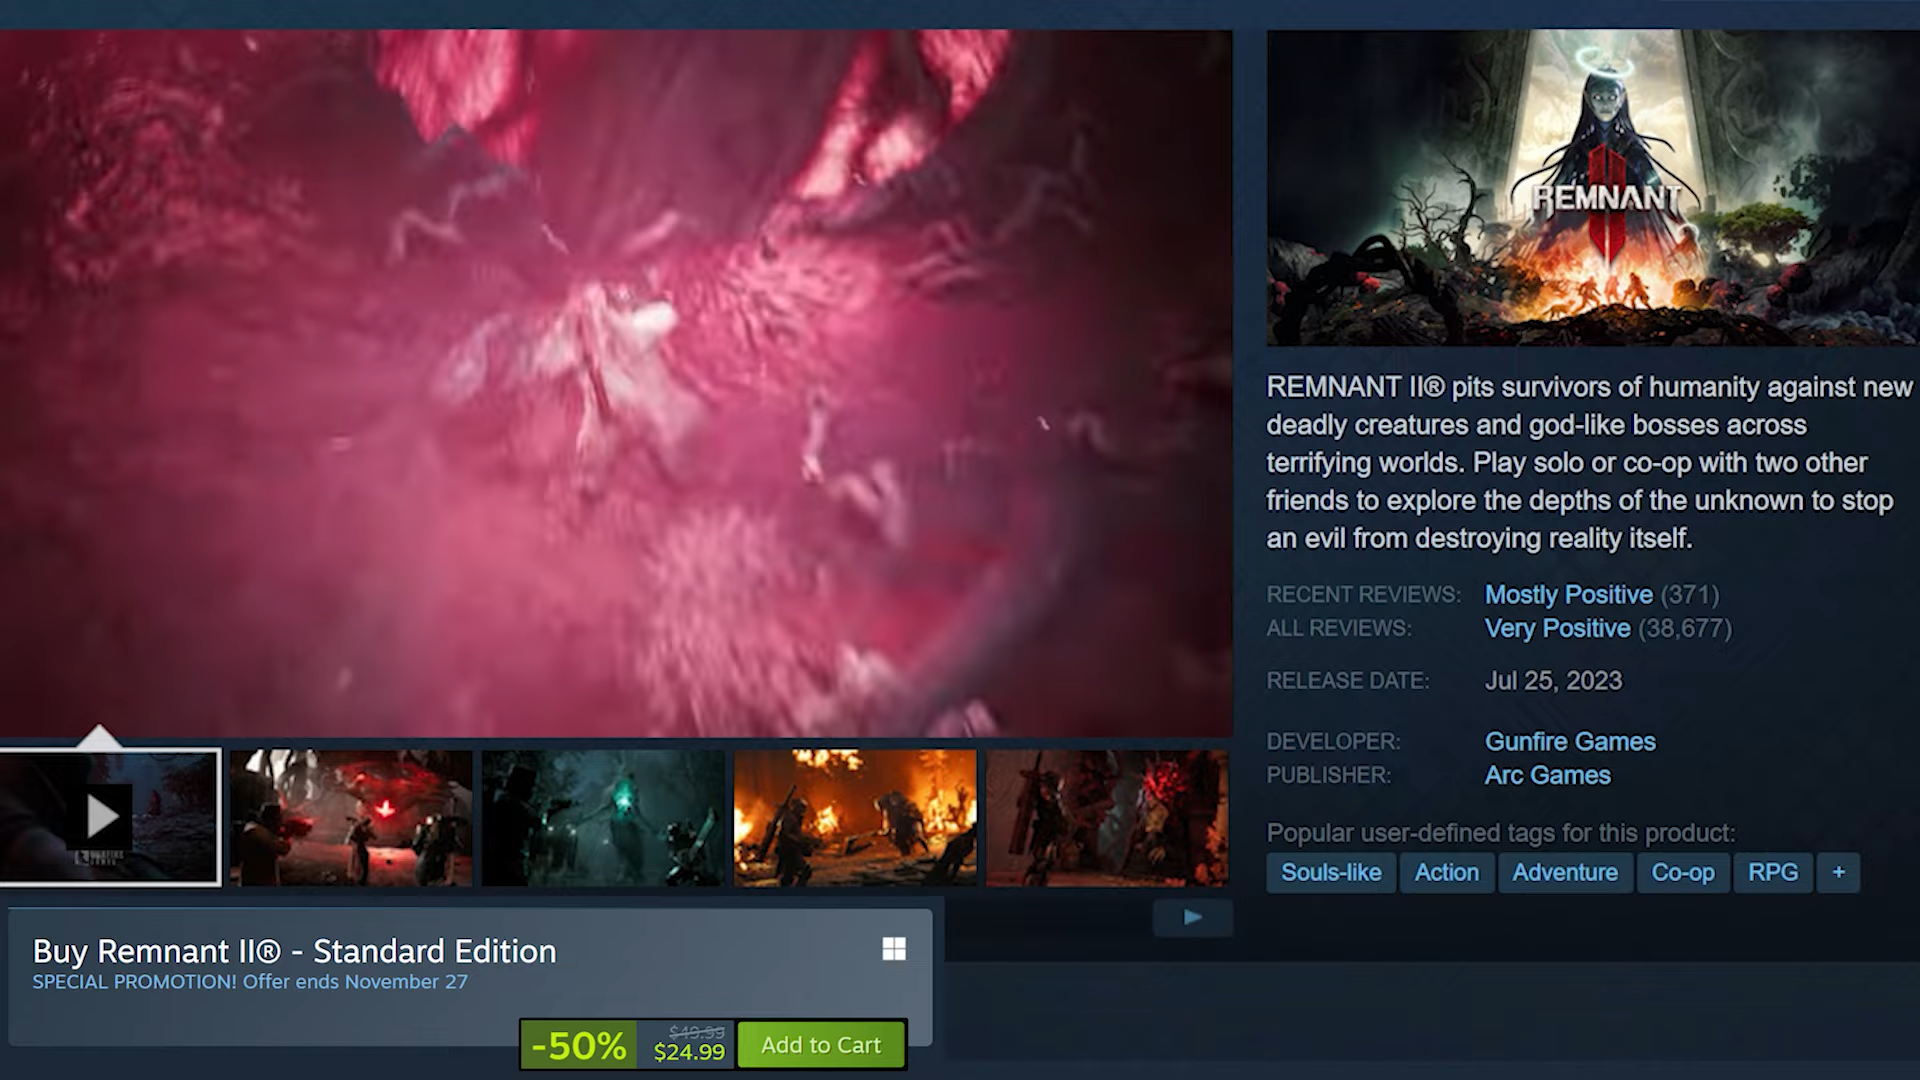 REMNANT
REMNANT II® pits survivors of humanity against new
deadly creatures and god-like bosses across
terrifying worlds. Play solo or co-op with two other
friends to explore the depths of the unknown to stop
an evil from destroying reality itself.
RECENT REVIEWS: Mostly Positive (371)
ALL REVIEWS: Very Positive (38,677)
RELEASE DATE: Jul 25, 2023
DEVELOPER: Gunfire Games
PUBLISHER: Arc Games
Popular user-defined tags for this product:
Souls-like Action Adventure Co-op RPG +
Buy Remnant II® - Standard Edition
SPECIAL PROMOTION! Offer ends November 27
-50% $49.99 $24.99 Add to Cart